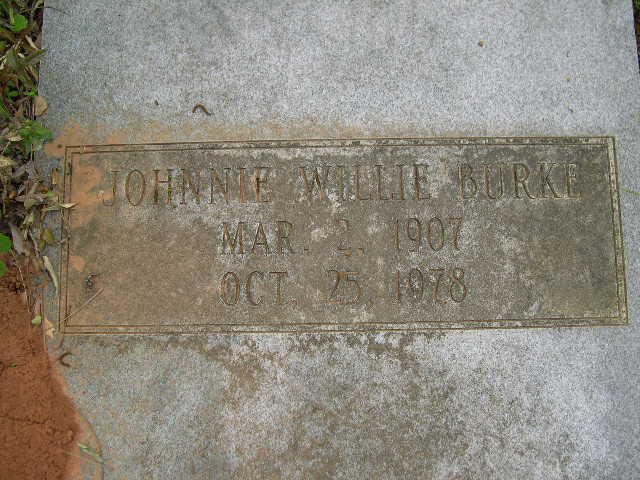 JOHNNIE WILLIE BURKE
MAR. 2, 1907
OCT. 25, 1978